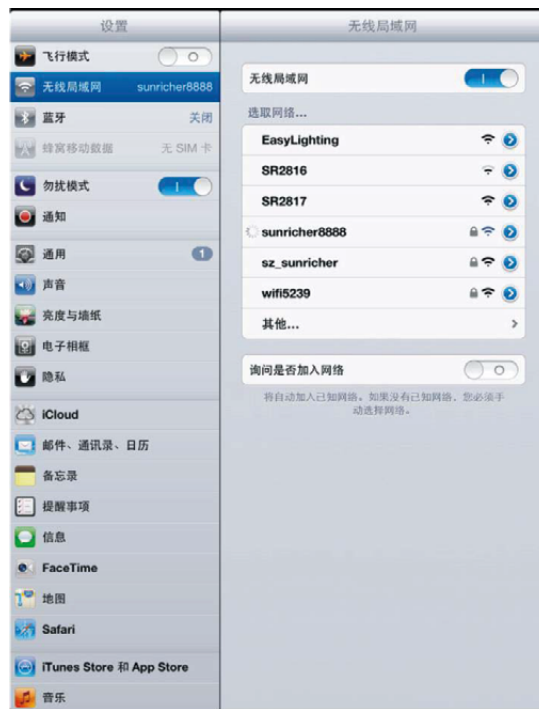 设置
飞行模式
无线局域网 sunricher8888
蓝牙 关闭
蜂窝移动数据 无 SIM 卡
勿扰模式
通知
通用 1
声音
亮度与墙纸
电子相框
隐私
iCloud
邮件、通讯录、日历
备忘录
提醒事项
信息
FaceTime
地图
Safari
iTunes Store 和 App Store
音乐
无线局域网
无线局域网
选取网络...
EasyLighting
SR2816
SR2817
sunricher8888
sz_sunricher
wifi5239
其他...
询问是否加入网络
将自动加入已知网络。如果没有已知网络，您必须手
动选择网络。